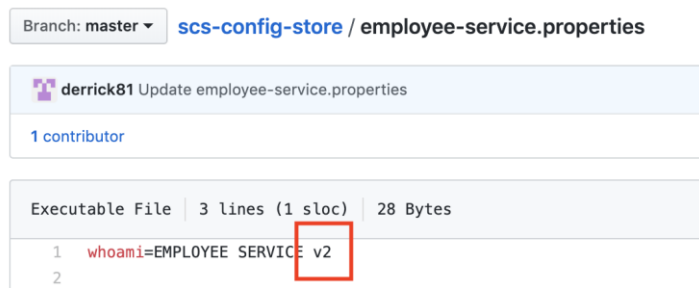 Branch: master scs-config-store / employee-service.properties
derrick81 Update employee-service.properties
1 contributor
Executable File 3 lines (1 sloc) 28 Bytes
1 whoami=EMPLOYEE SERVICE v2
2